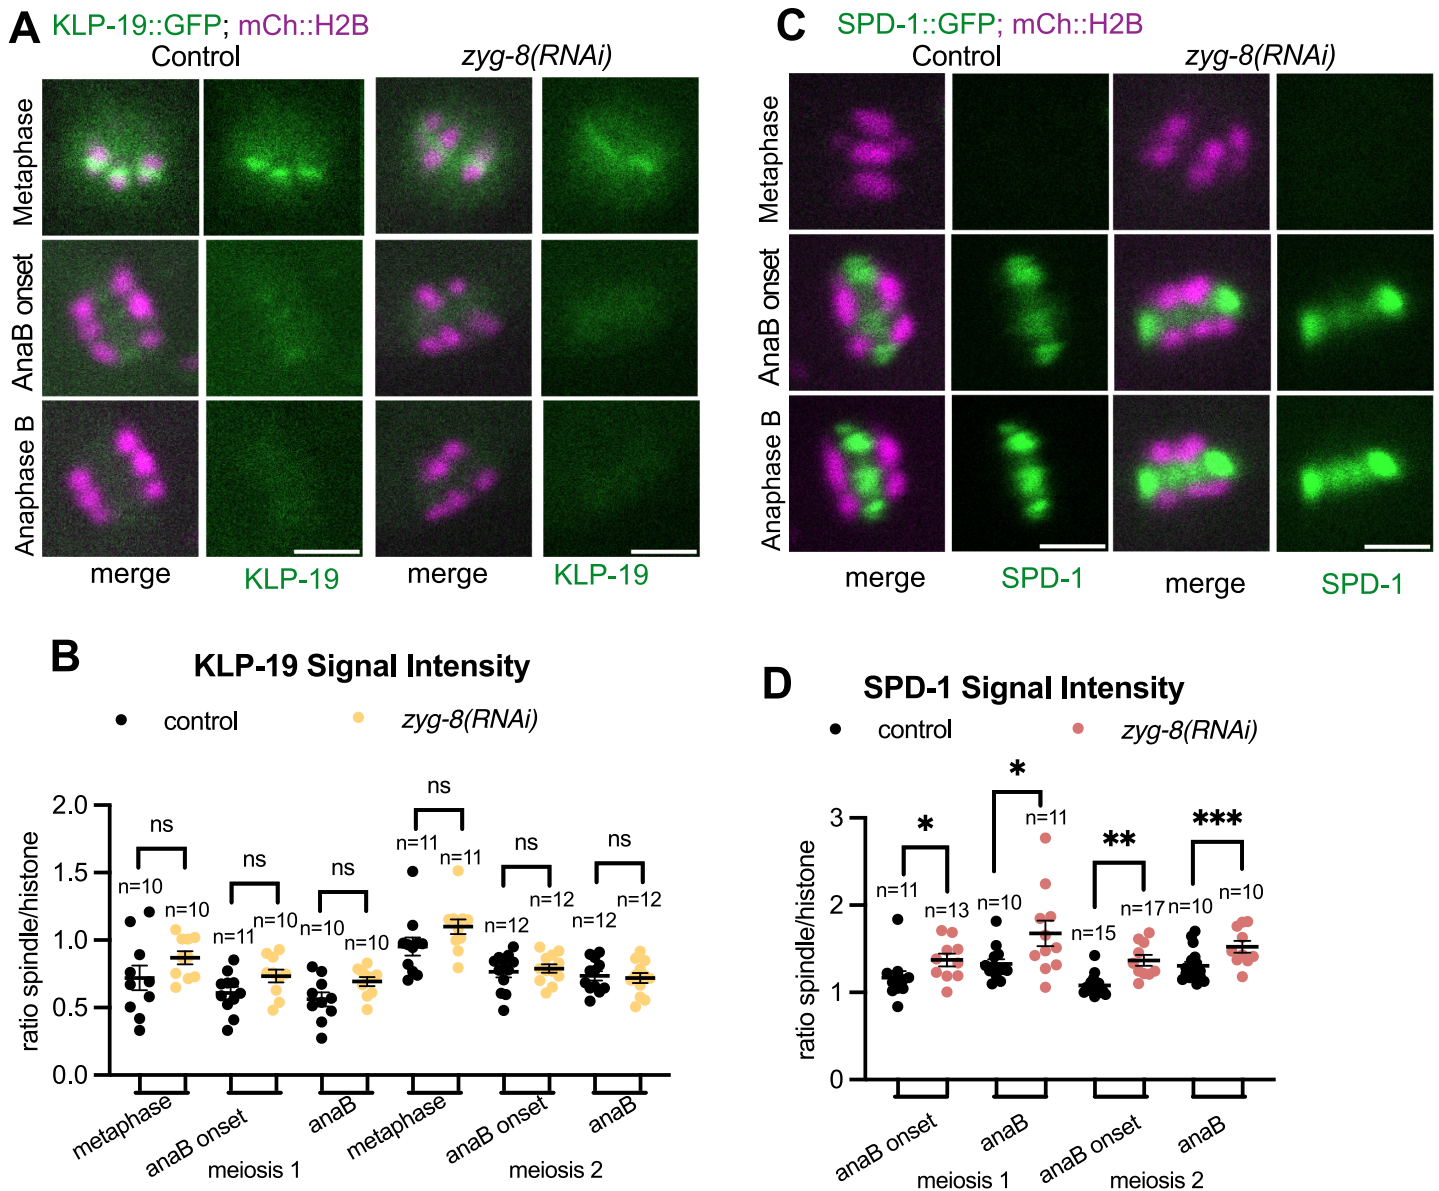 A KLP-19::GFP; mCh::H2B
Control zyg-8(RNAi)
Metaphase
AnaB onset
Anaphase B
merge KLP-19 merge KLP-19
C SPD-1::GFP; mCh::H2B
Control zyg-8(RNAi)
Metaphase
AnaB onset
Anaphase B
merge SPD-1 merge SPD-1
B KLP-19 Signal Intensity
control zyg-8(RNAi)
ratio spindle/histone
2.0
1.5
1.0
0.5
0.0
ns ns ns ns ns ns
n=10 n=10 n=11 n=10 n=10 n=10 n=11 n=11 n=12 n=12 n=12 n=12
metaphase anaB onset anaB metaphase anaB onset anaB
meiosis 1 meiosis 2
D SPD-1 Signal Intensity
control zyg-8(RNAi)
ratio spindle/histone
3
2
1
0
* * ** ***
n=11 n=13 n=10 n=11 n=15 n=17 n=10 n=10
anaB onset anaB anaB onset anaB
meiosis 1 meiosis 2